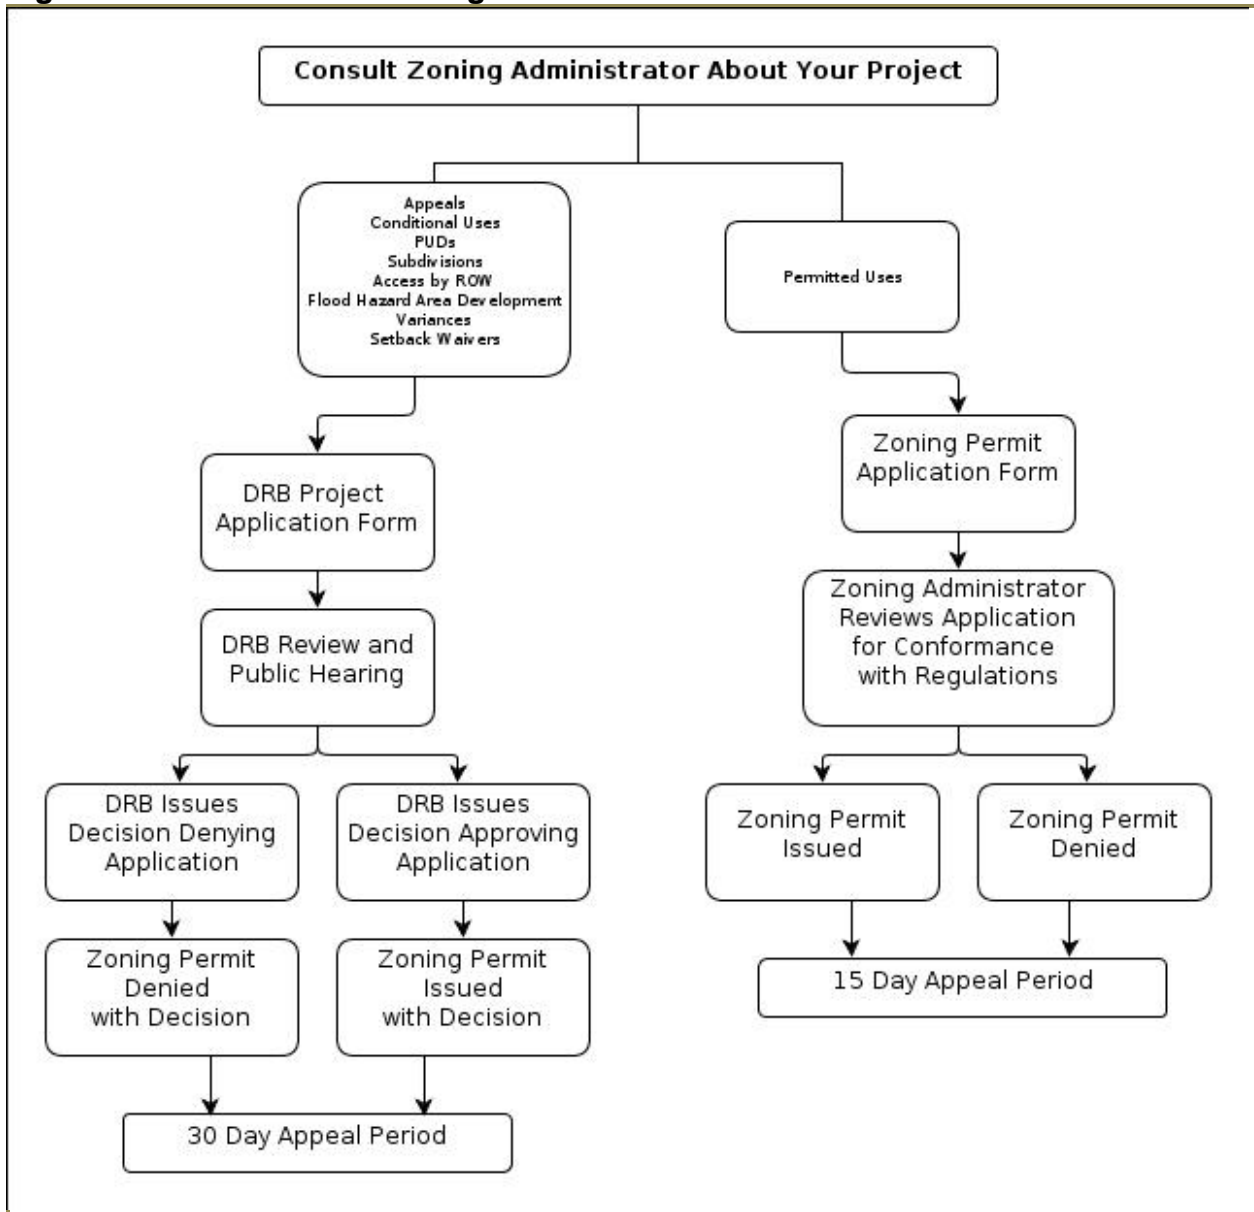 Consult Zoning Administrator About Your Project
Appeals
Conditional Uses
PUDs
Subdivisions
Access by ROW
Flood Hazard Area Development
Variances
Setback Waivers
Permitted Uses
DRB Project
Application Form
DRB Review and
Public Hearing
DRB Issues
Decision Denying
Application
DRB Issues
Decision Approving
Application
Zoning Permit
Denied
with Decision
Zoning Permit
Issued
with Decision
30 Day Appeal Period
Zoning Permit
Application Form
Zoning Administrator
Reviews Application
for Conformance
with Regulations
Zoning Permit
Issued
Zoning Permit
Denied
15 Day Appeal Period